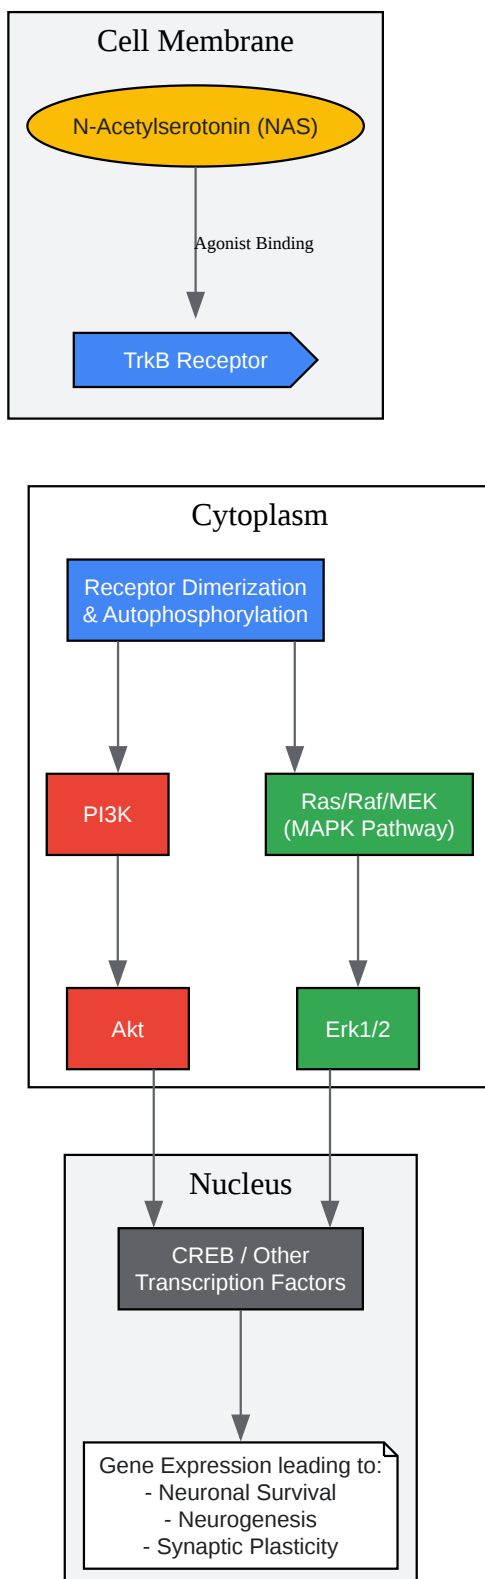 Cell Membrane
N-Acetylserotonin (NAS)
Agonist Binding
TrkB Receptor
Cytoplasm
Receptor Dimerization
& Autophosphorylation
PI3K
Ras/Raf/MEK
(MAPK Pathway)
Akt
Erk1/2
Nucleus
CREB / Other
Transcription Factors
Gene Expression leading to:
- Neuronal Survival
- Neurogenesis
- Synaptic Plasticity